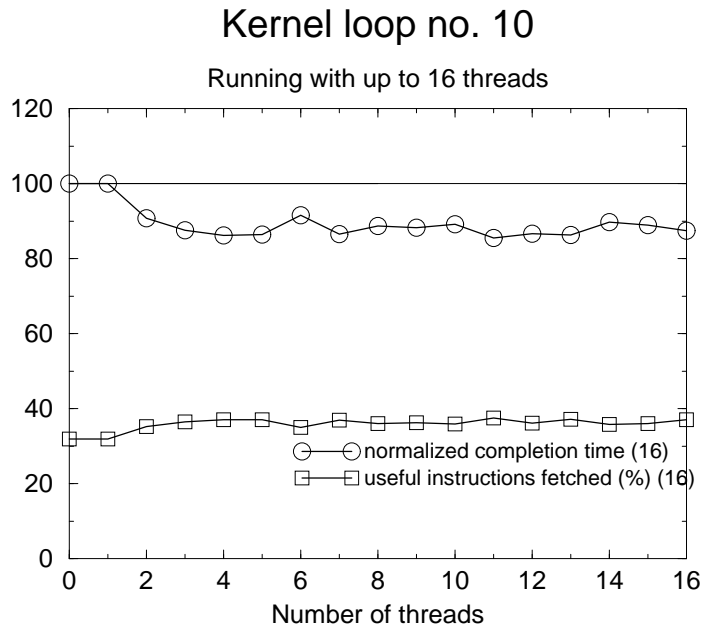 Kernel loop no. 10
Running with up to 16 threads
120
100
80
60
40
20
0
normalized completion time (16)
useful instructions fetched (%) (16)
0 2 4 6 8 10 12 14 16
Number of threads